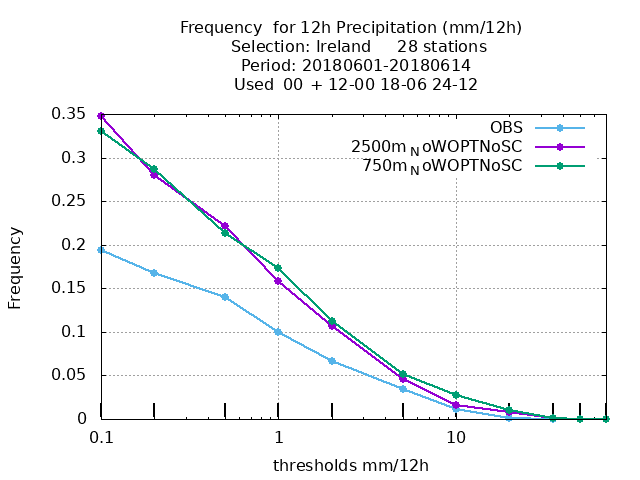 Frequency  for 12h Precipitation (mm/12h)
Selection: Ireland     28 stations
Period: 20180601-20180614
Used  00  + 12-00 18-06 24-12
OBS
2500m_NoWOPTNoSC
750m_NoWOPTNoSC
Frequency
0.35
0.3
0.25
0.2
0.15
0.1
0.05
0
0.1 1 10
thresholds mm/12h